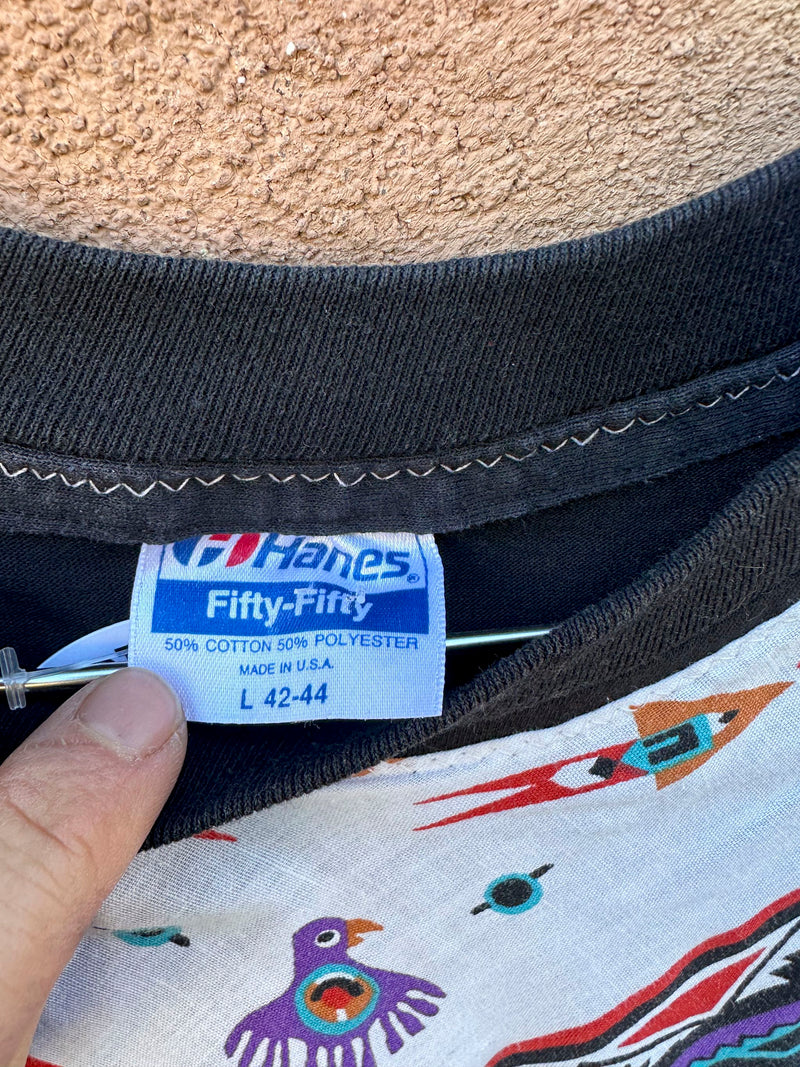 Hanes®
Fifty-Fifty
50% COTTON 50% POLYESTER
MADE IN U.S.A.
L 42-44